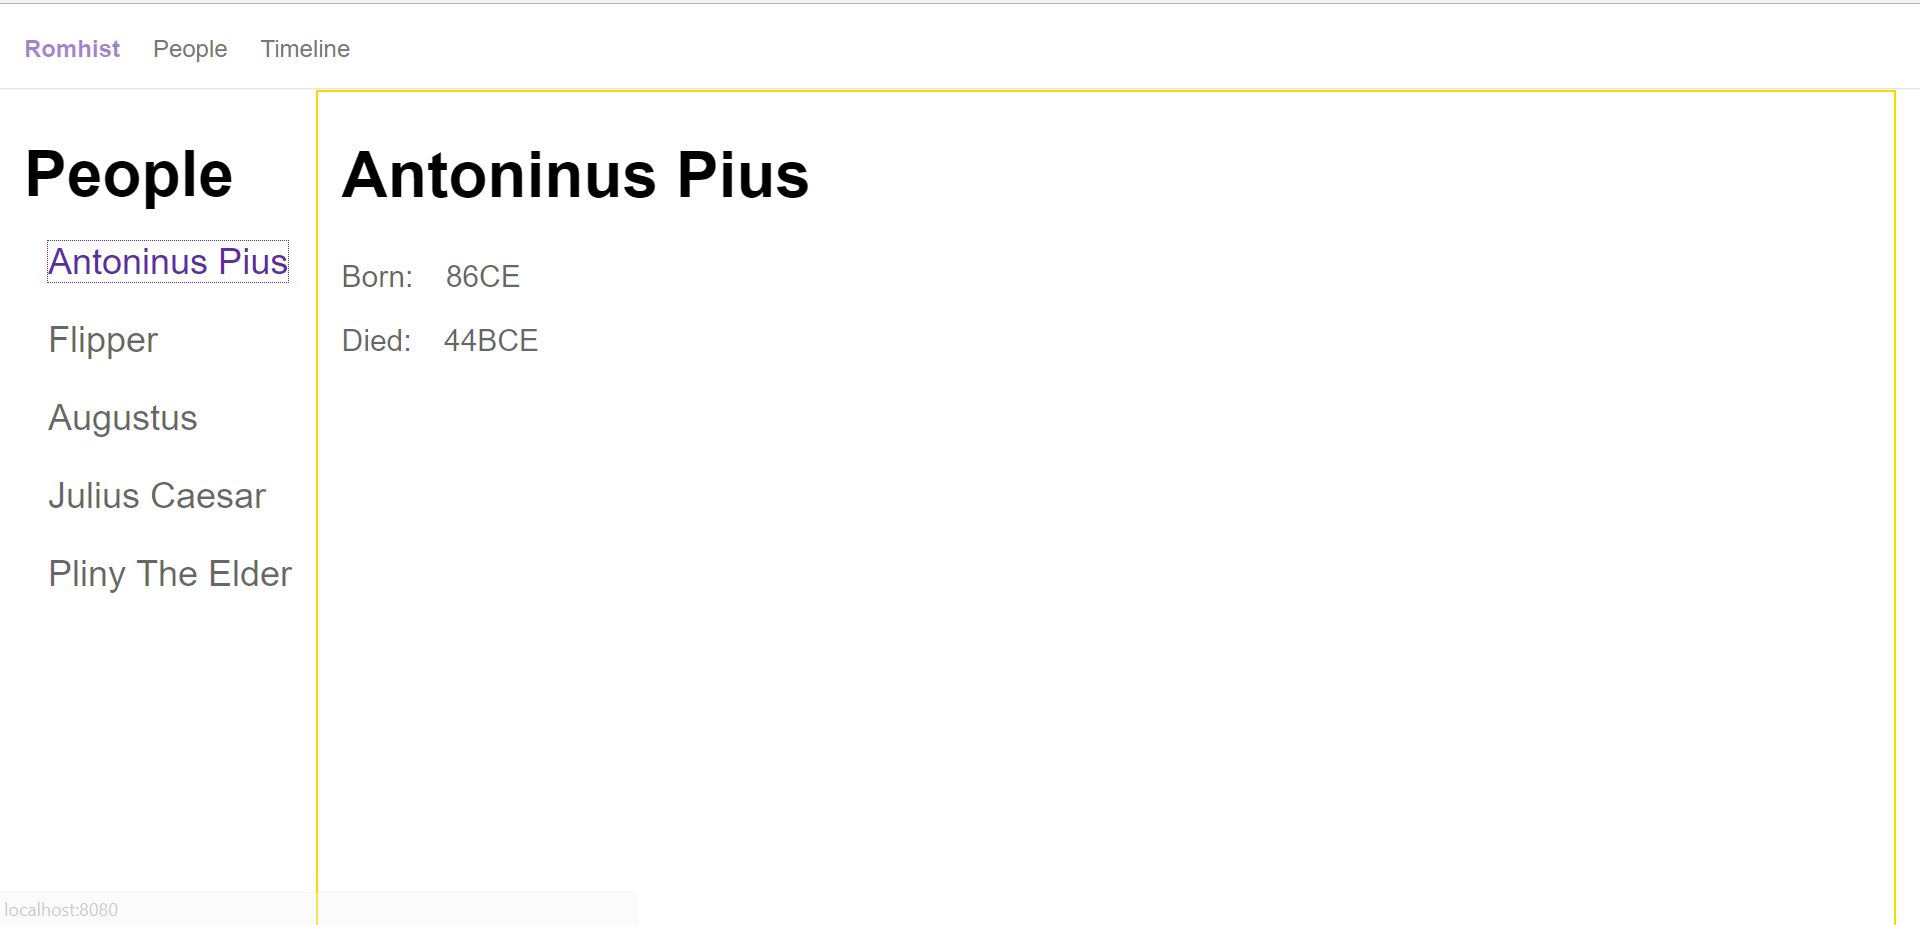 Romhist People Timeline
People
Antoninus Pius
Flipper
Augustus
Julius Caesar
Pliny The Elder
Antoninus Pius
Born: 86CE
Died: 44BCE
localhost:8080